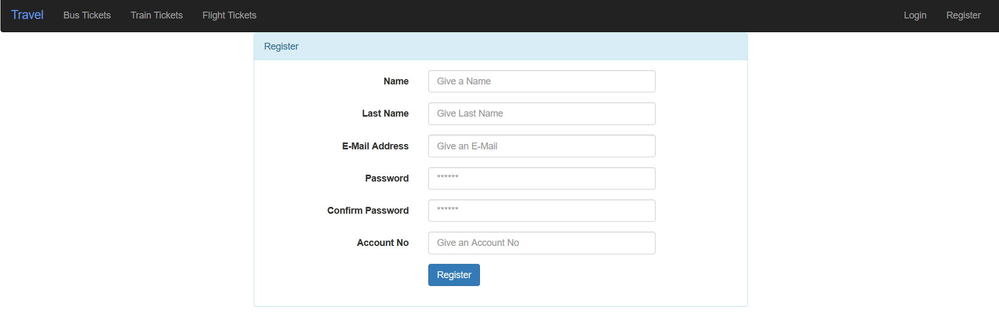 Travel Bus Tickets Train Tickets Flight Tickets Login Register
Register
Name Give a Name
Last Name Give Last Name
E-Mail Address Give an E-Mail
Password ******
Confirm Password ******
Account No Give an Account No
Register